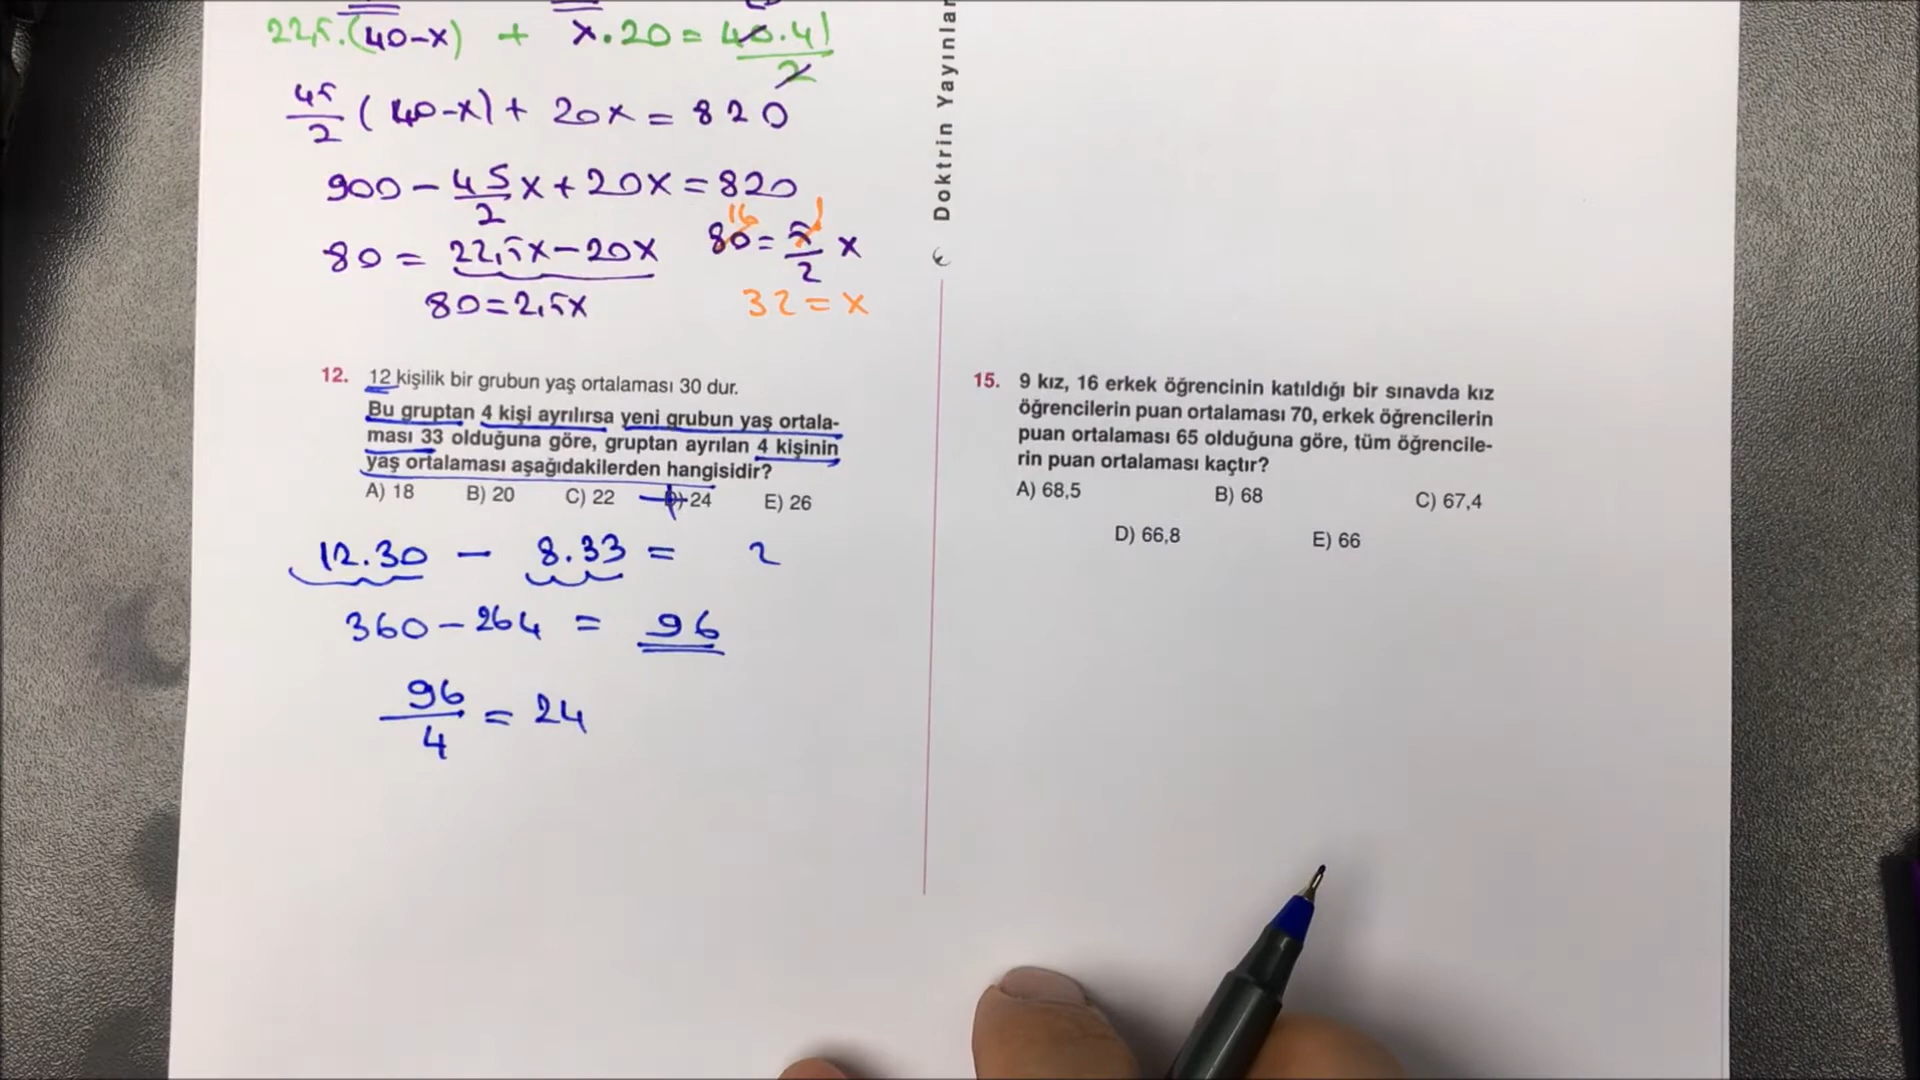 22,5.(40-x) + x.20 = 40.41/2
45/2 (40-x) + 20x = 820
900 - 45/2 x + 20x = 820
80 = 22,5x - 20x
80 = 2,5x
16 1
80 = 5/2 x
32 = x
Doktrin Yayınlar
12. 12 kişilik bir grubun yaş ortalaması 30 dur.
Bu gruptan 4 kişi ayrılırsa yeni grubun yaş ortala-
ması 33 olduğuna göre, gruptan ayrılan 4 kişinin
yaş ortalaması aşağıdakilerden hangisidir?
A) 18 B) 20 C) 22 D) 24 E) 26
12.30 - 8.33 = ?
360 - 264 = 96
96/4 = 24
15. 9 kız, 16 erkek öğrencinin katıldığı bir sınavda kız
öğrencilerin puan ortalaması 70, erkek öğrencilerin
puan ortalaması 65 olduğuna göre, tüm öğrencile-
rin puan ortalaması kaçtır?
A) 68,5 B) 68 C) 67,4
D) 66,8 E) 66